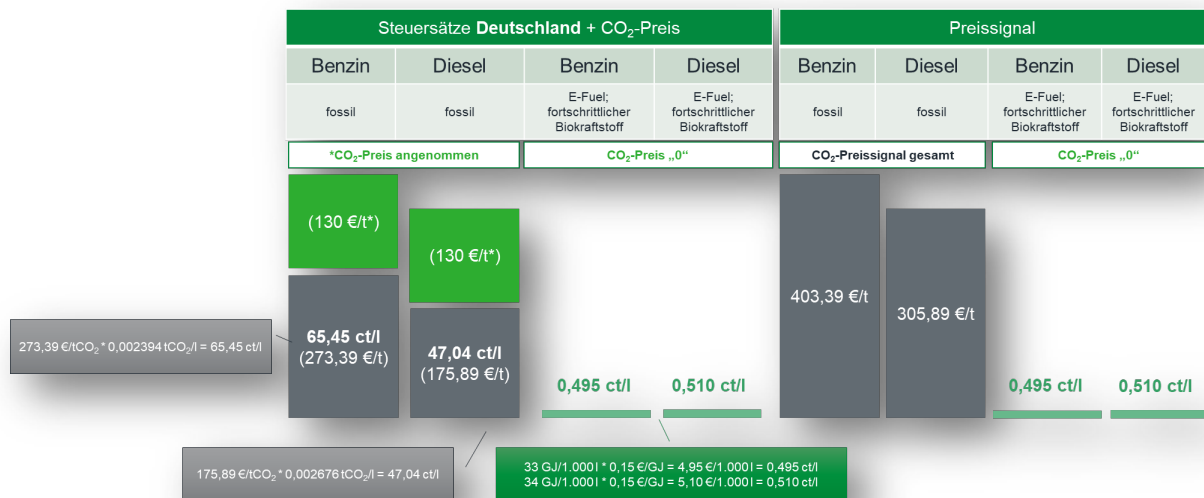 Steuersätze Deutschland + CO₂-Preis
Preissignal
Benzin
Diesel
Benzin
Diesel
Benzin
Diesel
Benzin
Diesel
fossil
fossil
E-Fuel;
fortschrittlicher
Biokraftstoff
E-Fuel;
fortschrittlicher
Biokraftstoff
fossil
fossil
E-Fuel;
fortschrittlicher
Biokraftstoff
E-Fuel;
fortschrittlicher
Biokraftstoff
*CO₂-Preis angenommen
CO₂-Preis „0“
CO₂-Preissignal gesamt
CO₂-Preis „0“
(130 €/t*)
(130 €/t*)
403,39 €/t
305,89 €/t
65,45 ct/l
(273,39 €/t)
47,04 ct/l
(175,89 €/t)
0,495 ct/l
0,510 ct/l
0,495 ct/l
0,510 ct/l
273,39 €/tCO₂ * 0,002394 tCO₂/l = 65,45 ct/l
175,89 €/tCO₂ * 0,002676 tCO₂/l = 47,04 ct/l
33 GJ/1.000 l * 0,15 €/GJ = 4,95 €/1.000 l = 0,495 ct/l
34 GJ/1.000 l * 0,15 €/GJ = 5,10 €/1.000 l = 0,510 ct/l